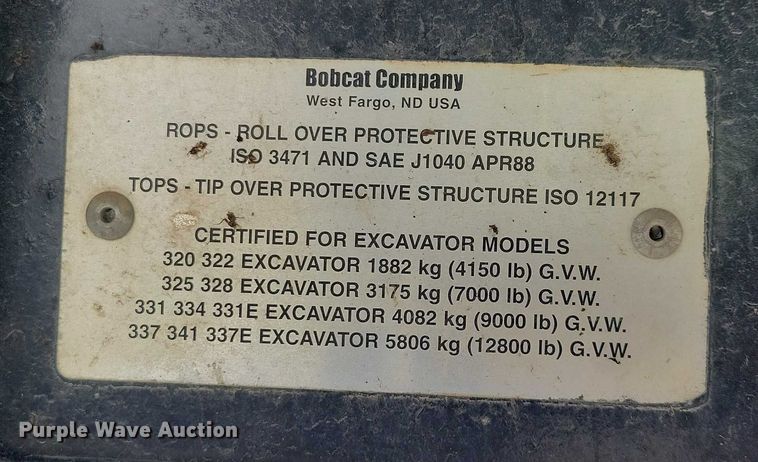 Bobcat Company
West Fargo, ND USA
ROPS - ROLL OVER PROTECTIVE STRUCTURE
ISO 3471 AND SAE J1040 APR88
TOPS - TIP OVER PROTECTIVE STRUCTURE ISO 12117
CERTIFIED FOR EXCAVATOR MODELS
320 322 EXCAVATOR 1882 kg (4150 lb) G.V.W.
325 328 EXCAVATOR 3175 kg (7000 lb) G.V.W.
331 334 331E EXCAVATOR 4082 kg (9000 lb) G.V.W.
337 341 337E EXCAVATOR 5806 kg (12800 lb) G.V.W.
Purple Wave Auction